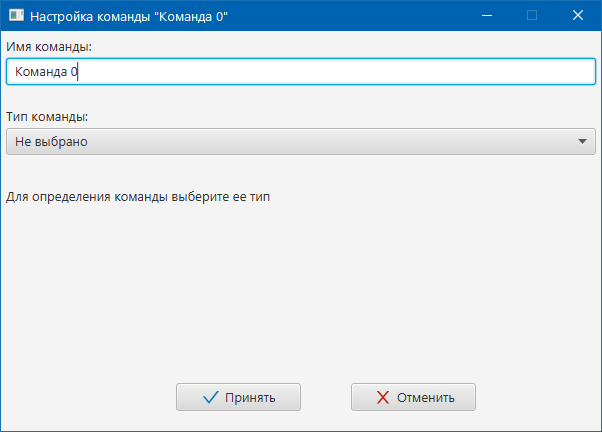 Настройка команды "Команда 0"
Имя команды:
Команда 0
Тип команды:
Не выбрано
Для определения команды выберите ее тип
Принять
Отменить